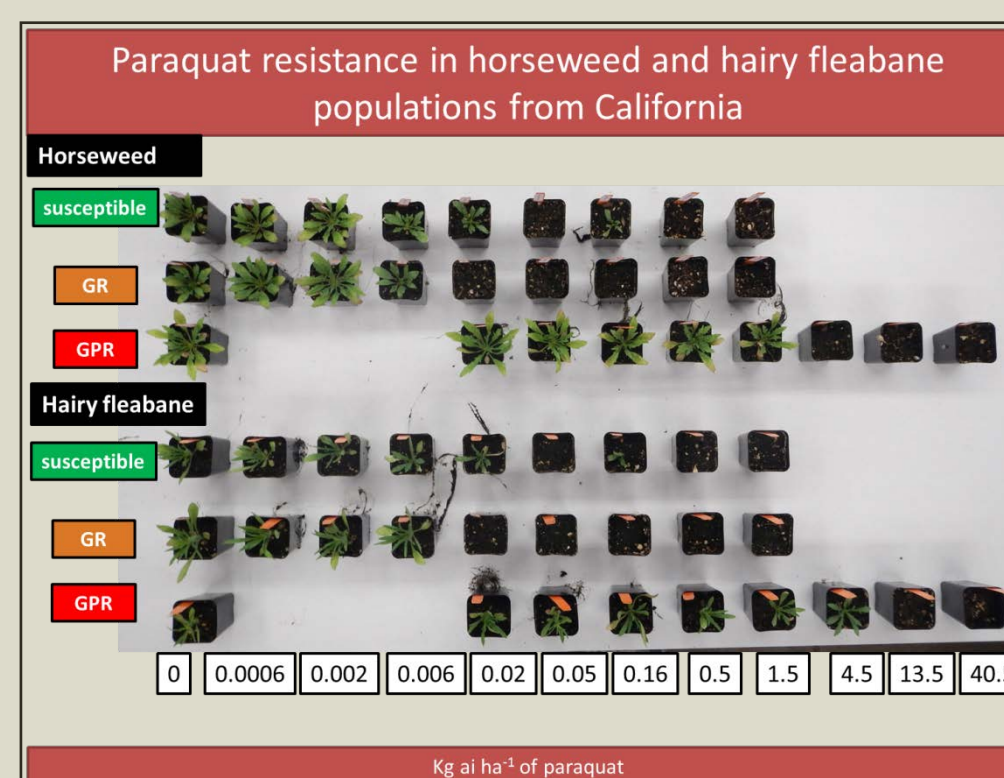 Paraquat resistance in horseweed and hairy fleabane
populations from California
Horseweed
susceptible
GR
GPR
Hairy fleabane
susceptible
GR
GPR
0 0.0006 0.002 0.006 0.02 0.05 0.16 0.5 1.5 4.5 13.5 40.5
Kg ai ha⁻¹ of paraquat